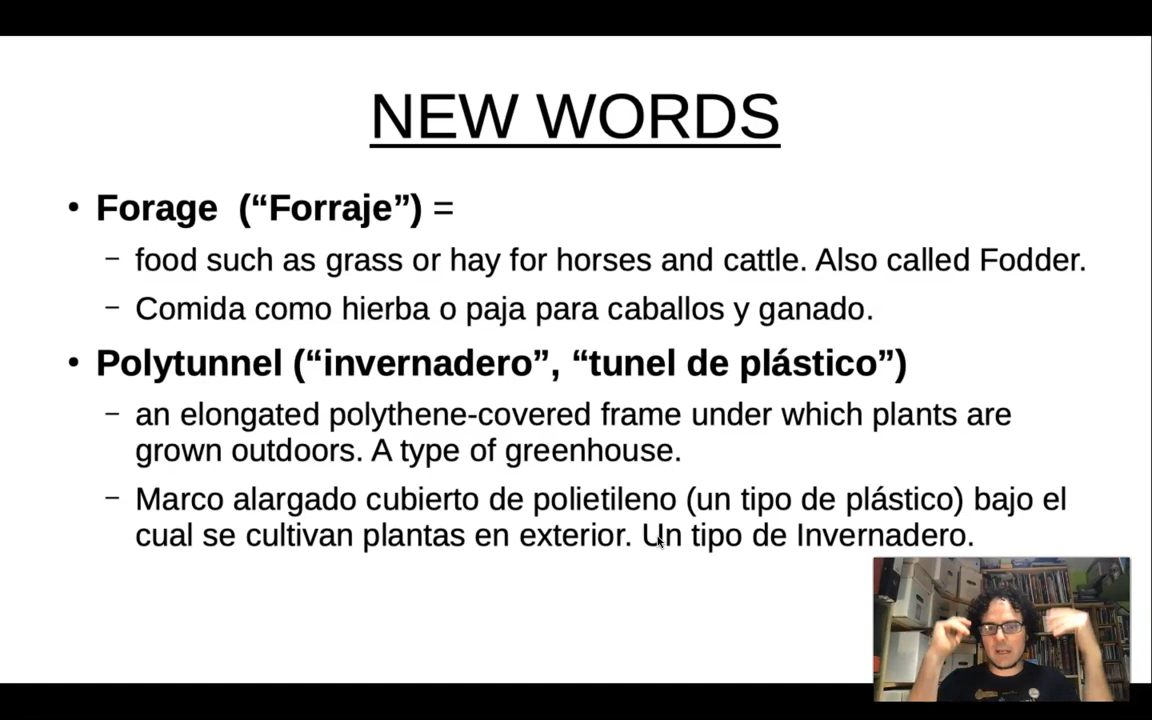 NEW WORDS
• Forage  (“Forraje”) =
– food such as grass or hay for horses and cattle. Also called Fodder.
– Comida como hierba o paja para caballos y ganado.
• Polytunnel (“invernadero”, “tunel de plástico”)
– an elongated polythene-covered frame under which plants are
grown outdoors. A type of greenhouse.
– Marco alargado cubierto de polietileno (un tipo de plástico) bajo el
cual se cultivan plantas en exterior. Un tipo de Invernadero.